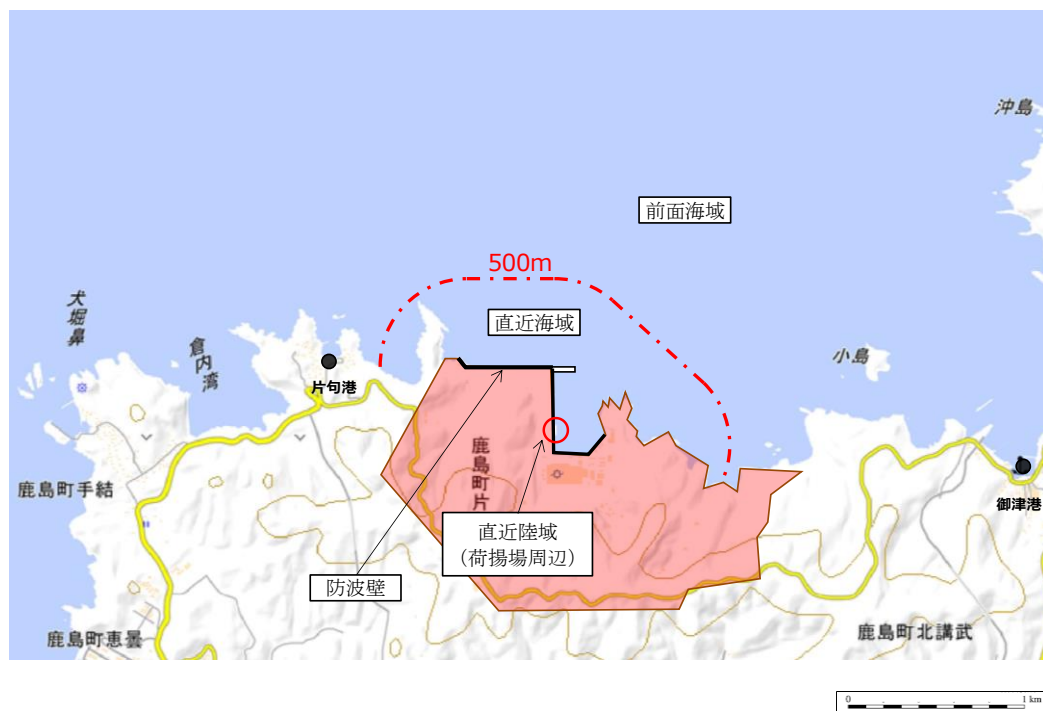 沖島
前面海域
500m
犬堀鼻
直近海域
倉内湾
小島
片句港
鹿島町片
鹿島町手結
御津港
直近陸域
（荷揚場周辺）
防波壁
鹿島町恵曇
鹿島町北講武
0
1 km